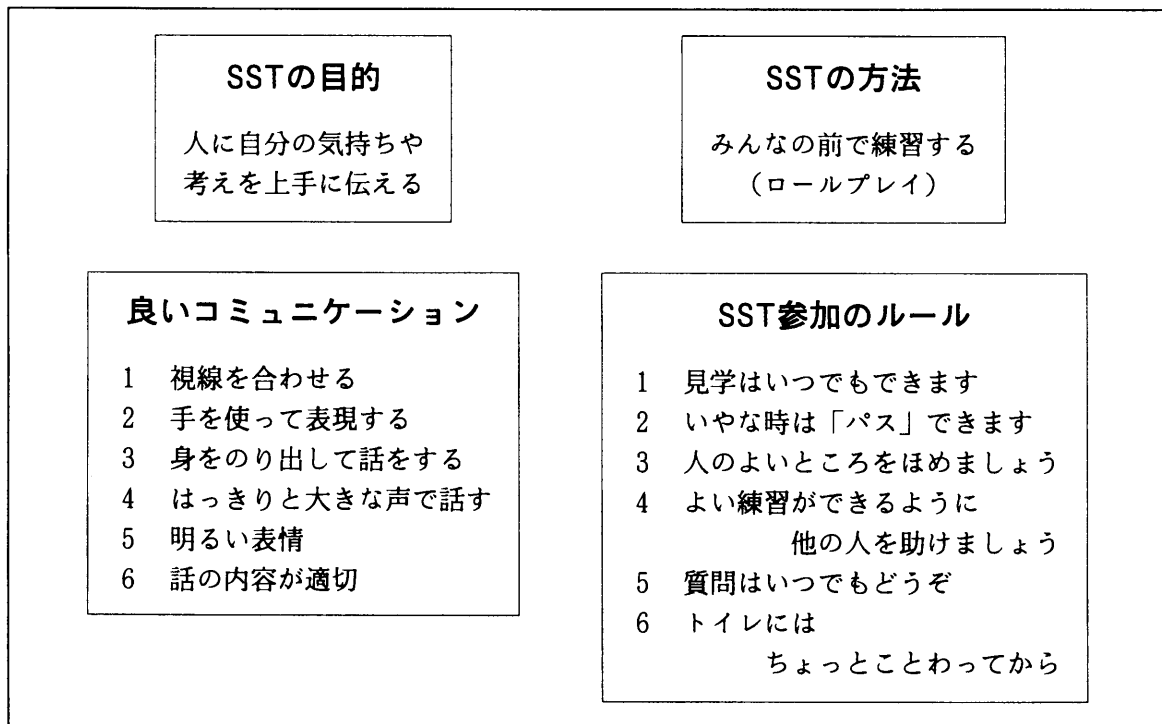 SSTの目的
人に自分の気持ちや
考えを上手に伝える
SSTの方法
みんなの前で練習する
(ロールプレイ)
良いコミュニケーション
1 視線を合わせる
2 手を使って表現する
3 身をのり出して話をする
4 はっきりと大きな声で話す
5 明るい表情
6 話の内容が適切
SST参加のルール
1 見学はいつでもできます
2 いやな時は「パス」できます
3 人のよいところをほめましょう
4 よい練習ができるように
他の人を助けましょう
5 質問はいつでもどうぞ
6 トイレには
ちょっとことわってから